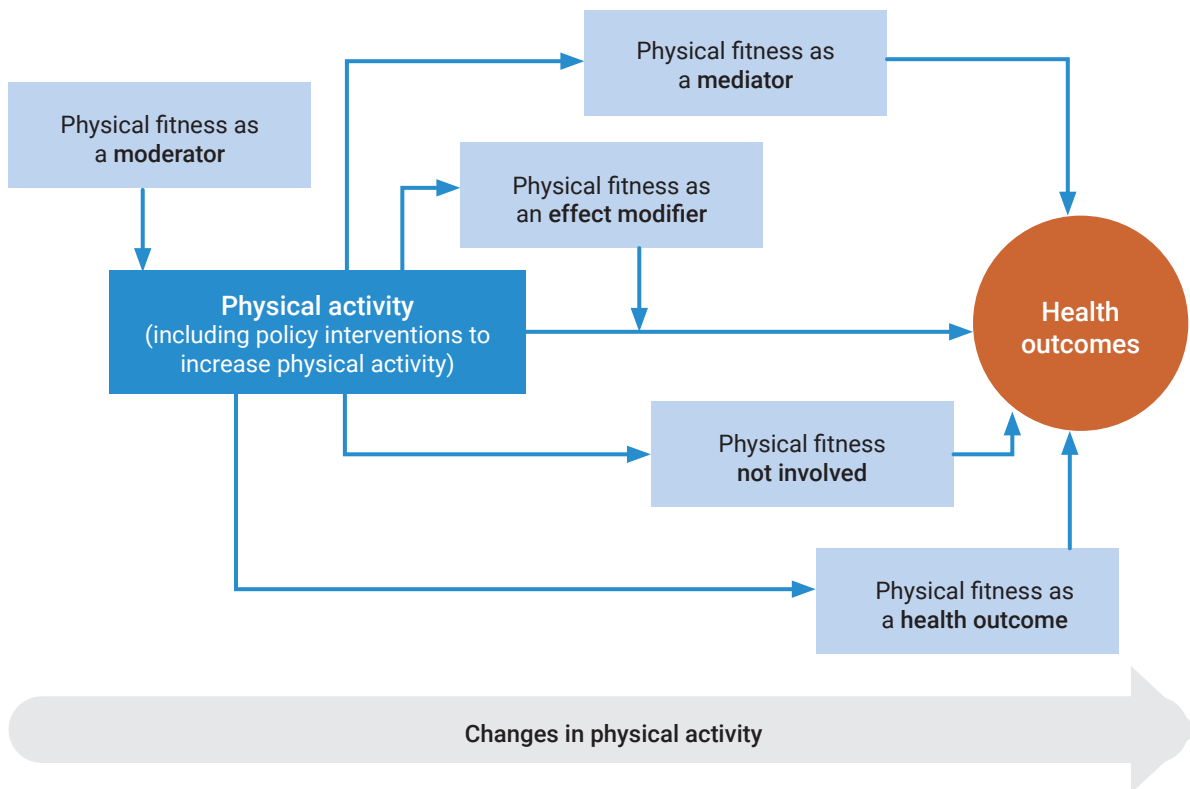 Physical fitness as
a mediator
Physical fitness as
a moderator
Physical fitness as
an effect modifier
Physical activity
(including policy interventions to
increase physical activity)
Health
outcomes
Physical fitness
not involved
Physical fitness as
a health outcome
Changes in physical activity